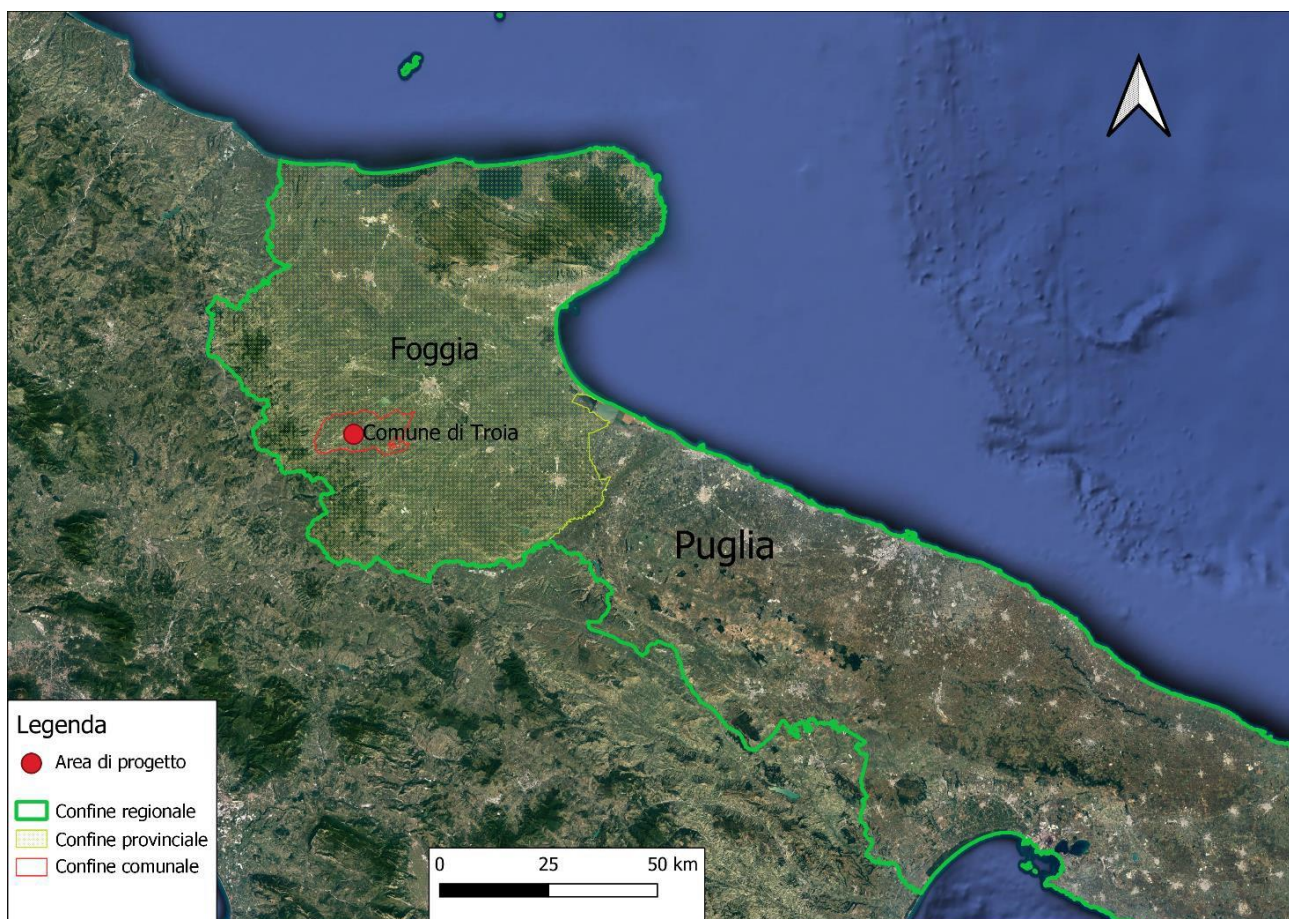 Foggia
Comune di Troia
Puglia
Legenda
Area di progetto
Confine regionale
Confine provinciale
Confine comunale
0 25 50 km